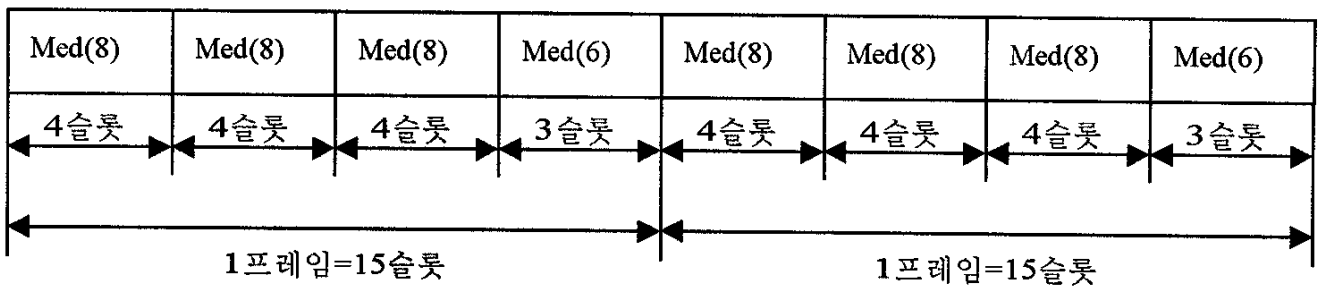 Med(8) Med(8) Med(8) Med(6) Med(8) Med(8) Med(8) Med(6)
4슬롯 4슬롯 4슬롯 3슬롯 4슬롯 4슬롯 4슬롯 3슬롯
1프레임=15슬롯 1프레임=15슬롯